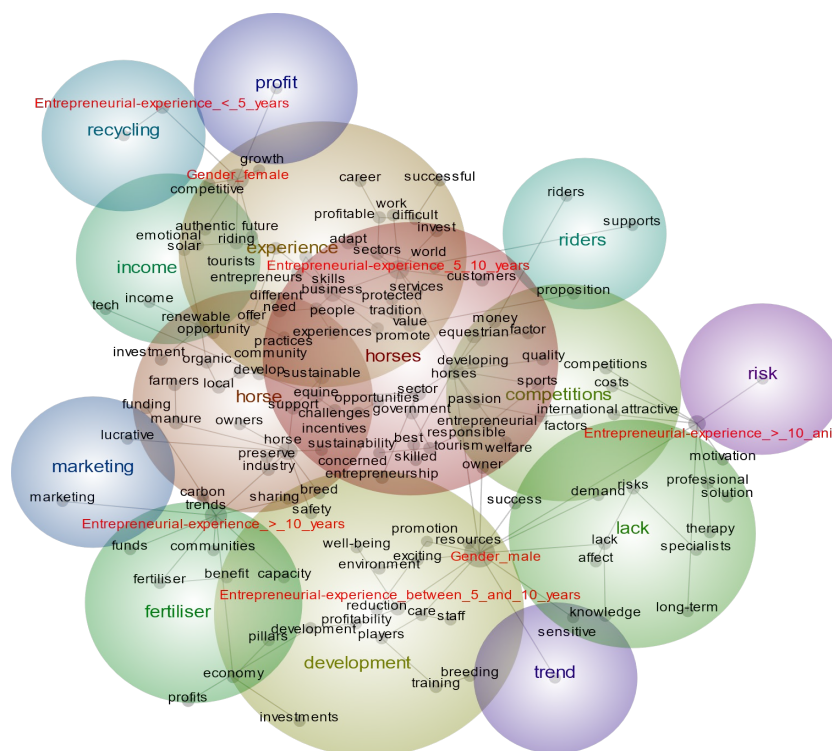 profit
Entrepreneurial-experience_<_5_years
recycling
growth
Gender_female
competitive
career
successful
work
profitable
difficult
riders
supports
authentic future
invest
emotional
riding
adapt
solar
experience
sectors
world
riders
tourists
income
Entrepreneurial-experience_5_10_years
entrepreneurs
skills
customers
business
services
proposition
tech
income
different
protected
need
people
tradition
renewable
offer
value
money
opportunity
experiences
promote
equestrian
factor
practices
investment
community
horses
quality
organic
developing
competitions
develop
sustainable
horses
risk
farmers
local
sector
sports
costs
equine
opportunities
competitions
horse
support
passion
funding
challenges
government
international
attractive
manure
owners
incentives
entrepreneurial
factors
responsible
Entrepreneurial-experience_>_10_ani
lucrative
horse
sustainability
best
tourism
welfare
preserve
skilled
motivation
marketing
industry
concerned
owner
entrepreneurship
professional
risks
marketing
carbon
breed
demand
solution
trends
sharing
success
safety
Entrepreneurial-experience_>_10_years
promotion
lack
therapy
resources
funds
communities
well-being
lack
specialists
exciting
Gender_male
affect
environment
fertiliser
benefit
capacity
Entrepreneurial-experience_between_5_and_10_years
fertiliser
reduction
care
staff
knowledge
long-term
profitability
pillars
development
players
sensitive
development
economy
breeding
trend
training
profits
investments